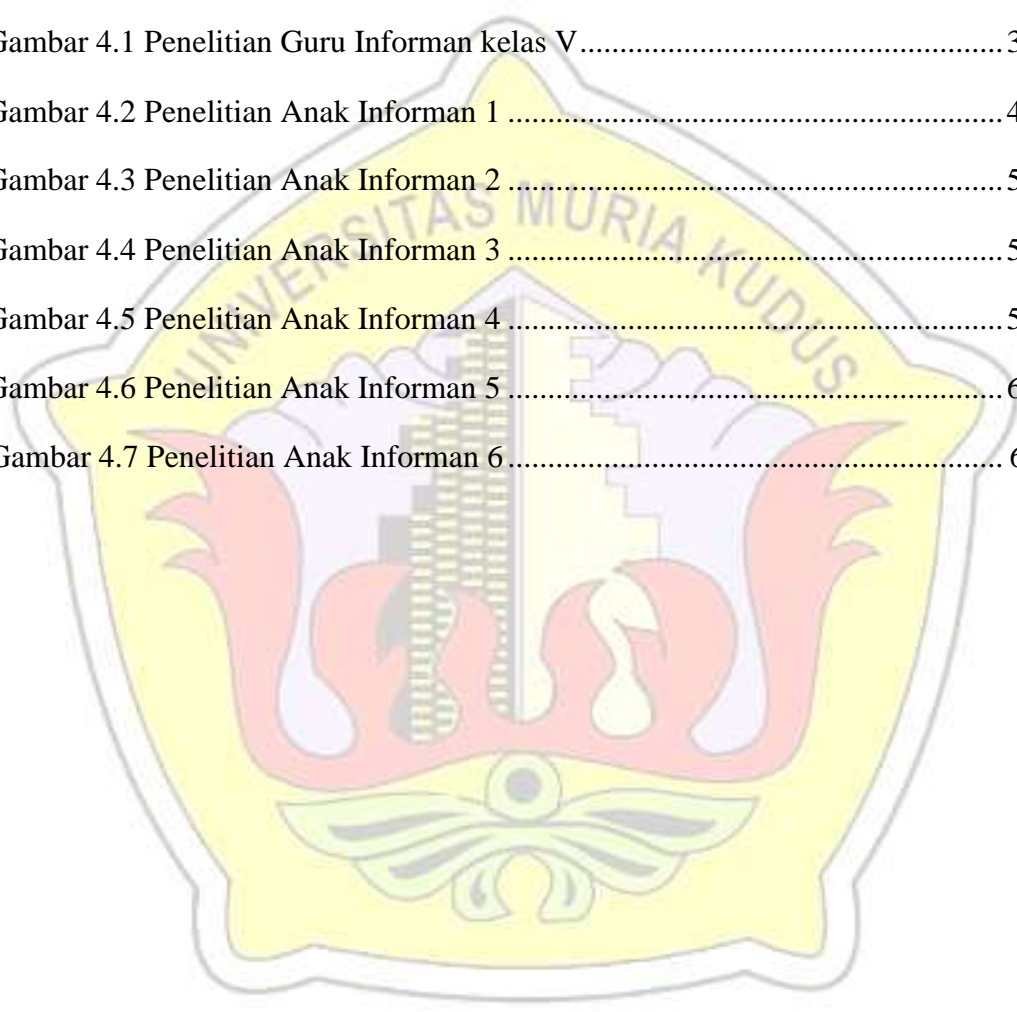 Gambar 4.1 Penelitian Guru Informan kelas V............................................................ 3
Gambar 4.2 Penelitian Anak Informan 1 ..................................................................... 4
Gambar 4.3 Penelitian Anak Informan 2 ..................................................................... 5
Gambar 4.4 Penelitian Anak Informan 3 ..................................................................... 5
Gambar 4.5 Penelitian Anak Informan 4 ..................................................................... 5
Gambar 4.6 Penelitian Anak Informan 5 ..................................................................... 6
Gambar 4.7 Penelitian Anak Informan 6 ..................................................................... 6
UNIVERSITAS MURIA KUDUS